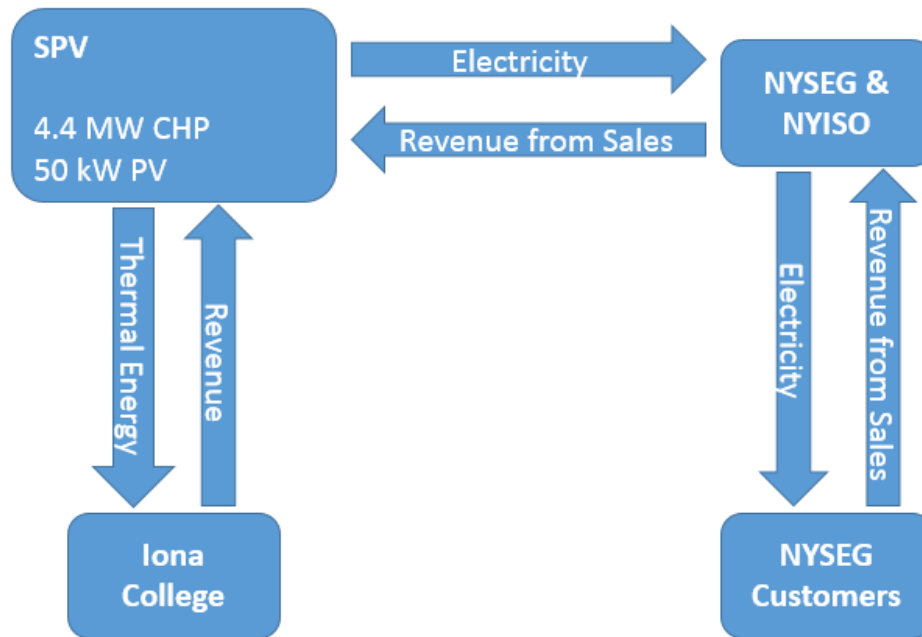 SPV
4.4 MW CHP
50 kW PV
Electricity
Revenue from Sales
NYSEG &
NYISO
Thermal Energy
Revenue
Electricity
Revenue from Sales
Iona
College
NYSEG
Customers